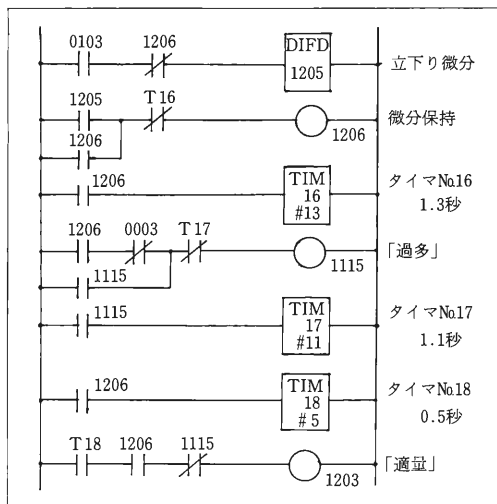 0103 1206 DIFD 1205 立下り微分
1205 T16 1206 微分保持
1206
1206 TIM 16 #13 タイマNo.16 1.3秒
1206 0003 T17 1115 「過多」
1115
1115 TIM 17 #11 タイマNo.17 1.1秒
1206 TIM 18 #5 タイマNo.18 0.5秒
T18 1206 1115 1203 「適量」